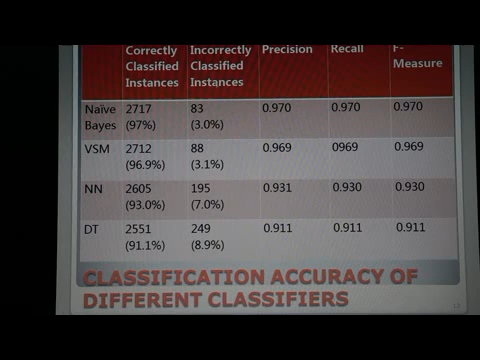 Correctly Incorrectly Precision Recall F-
Classified Classified Measure
Instances Instances
Naïve 2717 83 0.970 0.970 0.970
Bayes (97%) (3.0%)
VSM 2712 88 0.969 0969 0.969
(96.9%) (3.1%)
NN 2605 195 0.931 0.930 0.930
(93.0%) (7.0%)
DT 2551 249 0.911 0.911 0.911
(91.1%) (8.9%)
CLASSIFICATION ACCURACY OF
DIFFERENT CLASSIFIERS